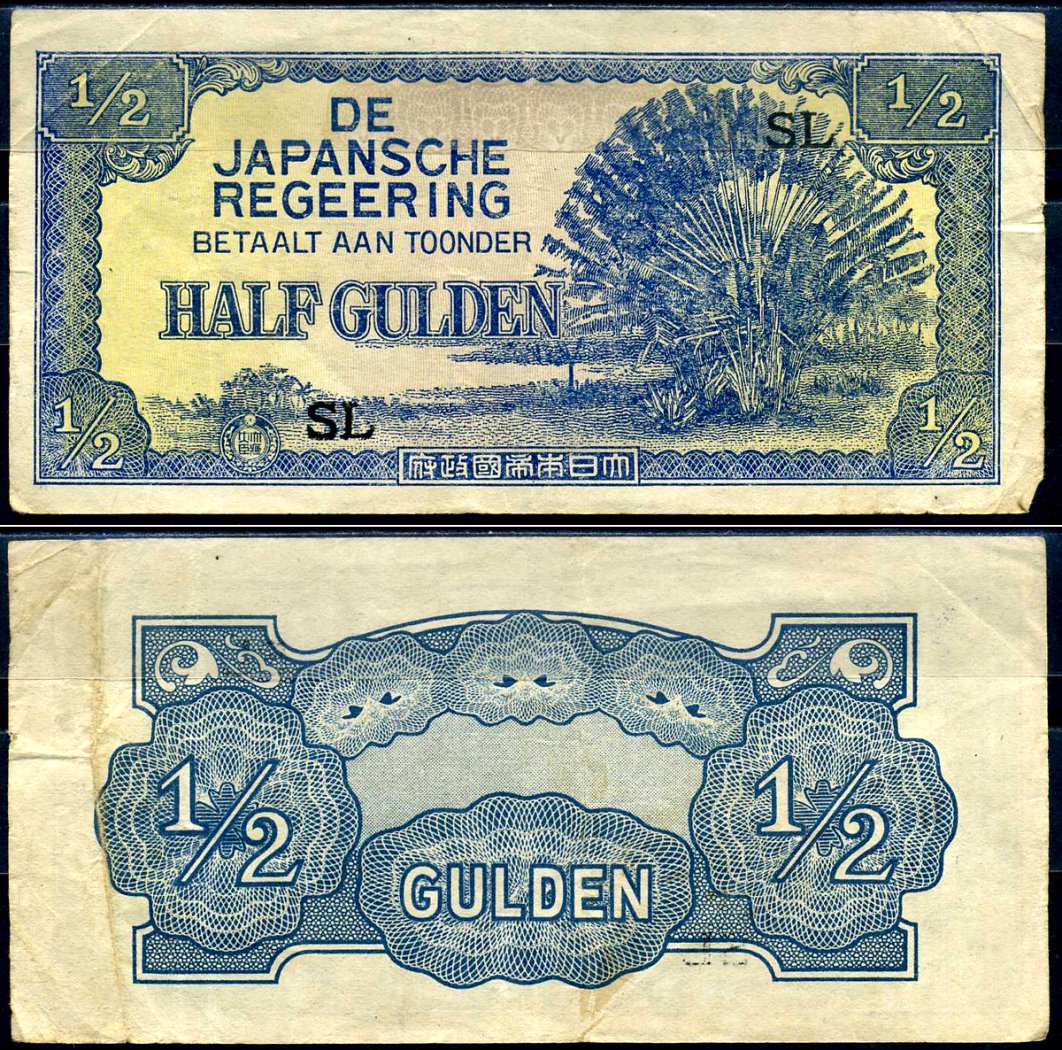 1/2
1/2
DE
SL
JAPANSCHE
REGEERING
BETAALT AAN TOONDER
HALF GULDEN
1/2
SL
1/2
大日本帝國政府
1/2
1/2
GULDEN